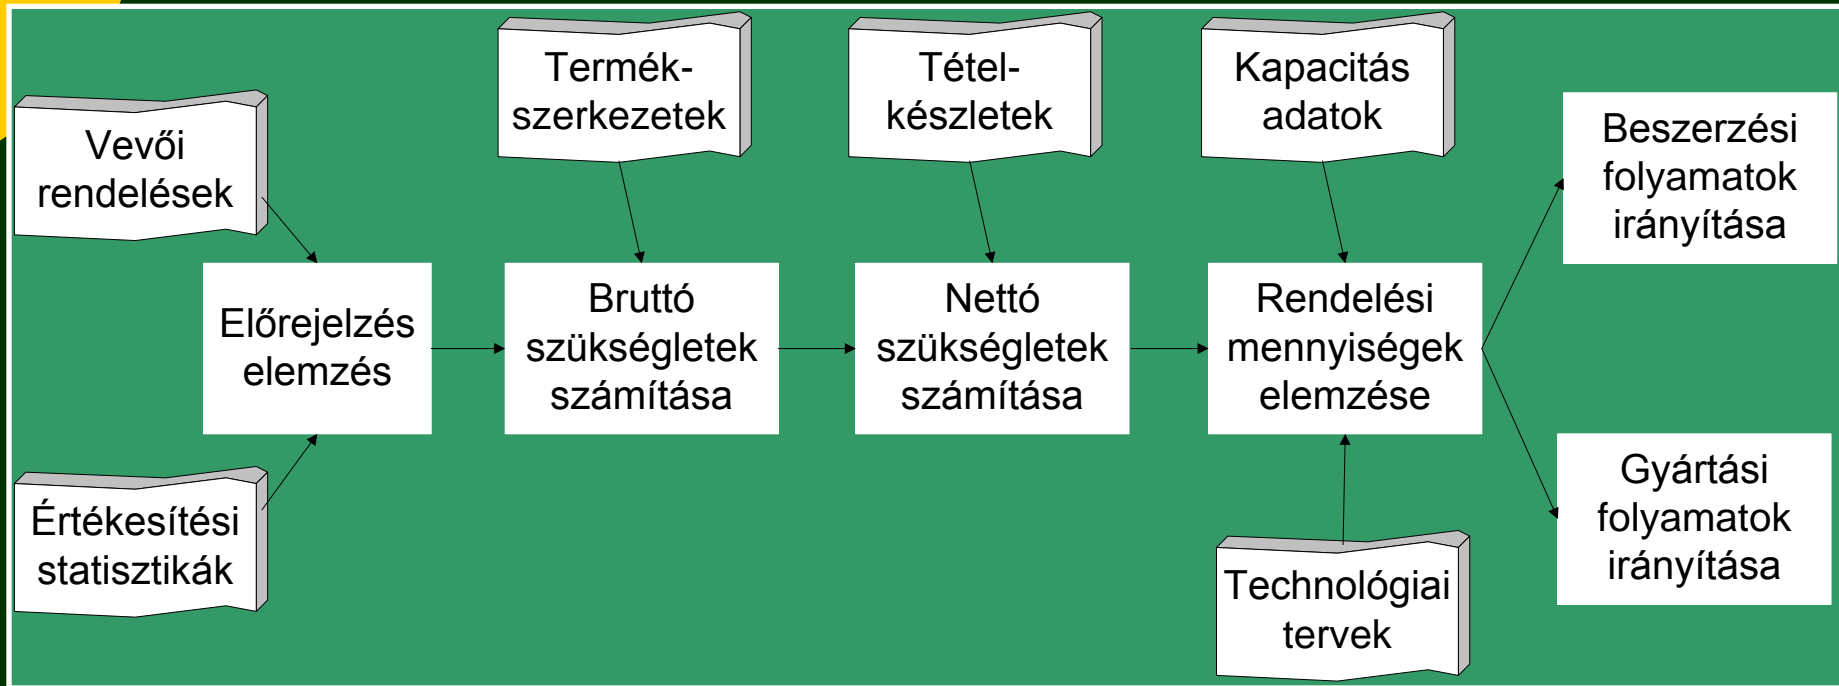 Vevői
rendelések
Értékesítési
statisztikák
Előrejelzés
elemzés
Termék-
szerkezetek
Bruttó
szükségletek
számítása
Tétel-
készletek
Nettó
szükségletek
számítása
Kapacitás
adatok
Rendelési
mennyiségek
elemzése
Technológiai
tervek
Beszerzési
folyamatok
irányítása
Gyártási
folyamatok
irányítása